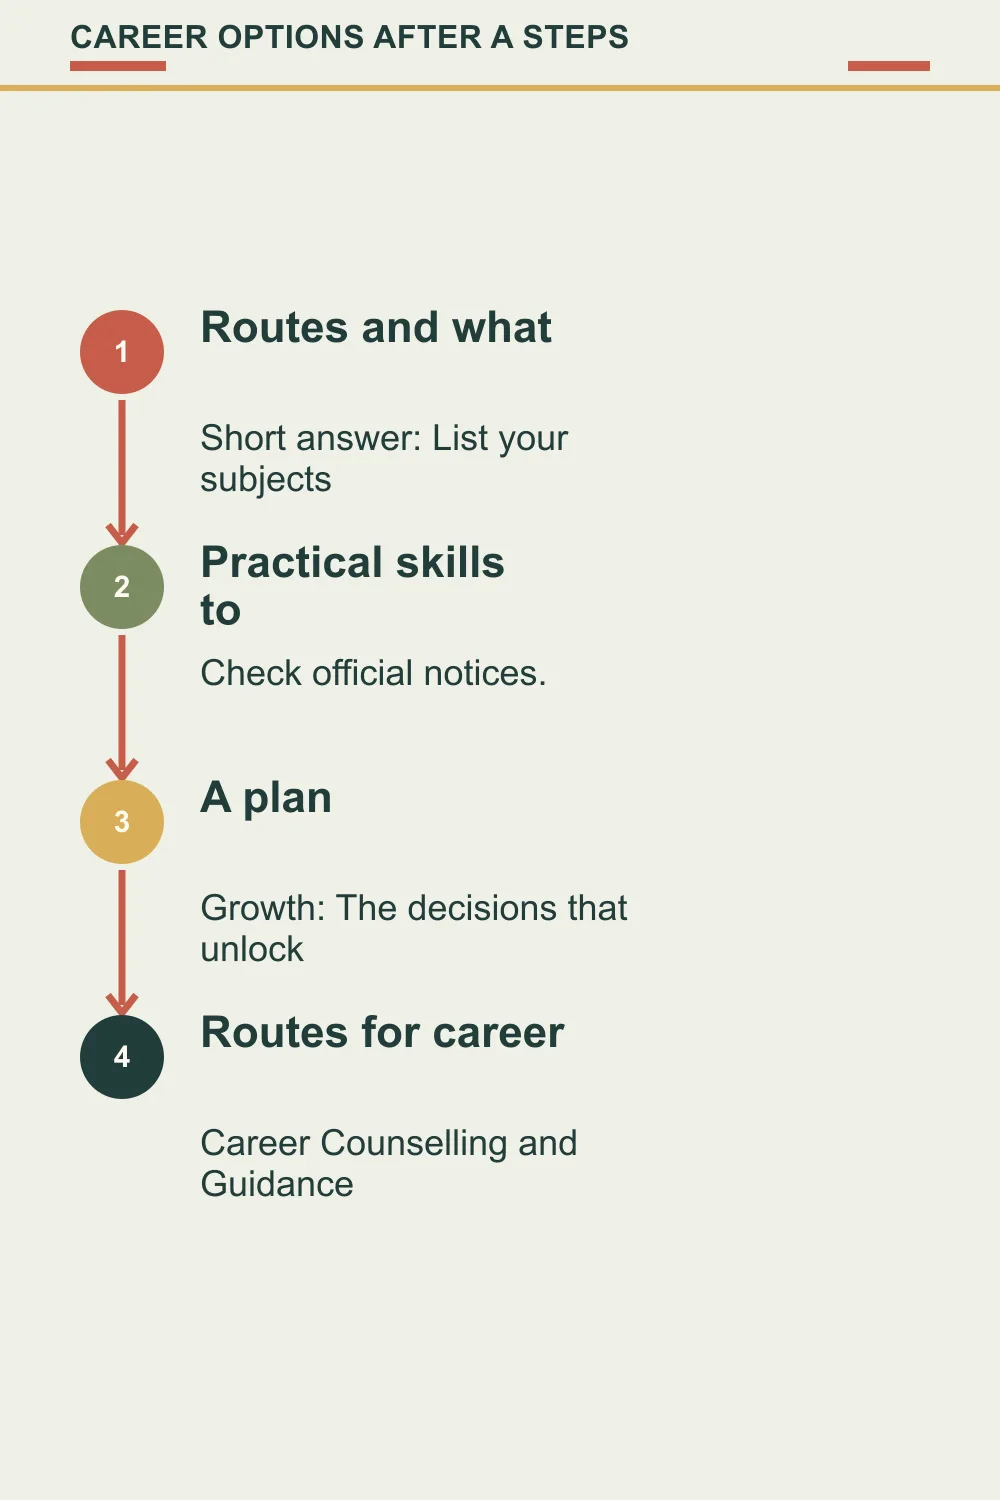 CAREER OPTIONS AFTER A STEPS
1
Routes and what
Short answer: List your
subjects
2
Practical skills
to
Check official notices.
3
A plan
Growth: The decisions that
unlock
4
Routes for career
Career Counselling and
Guidance